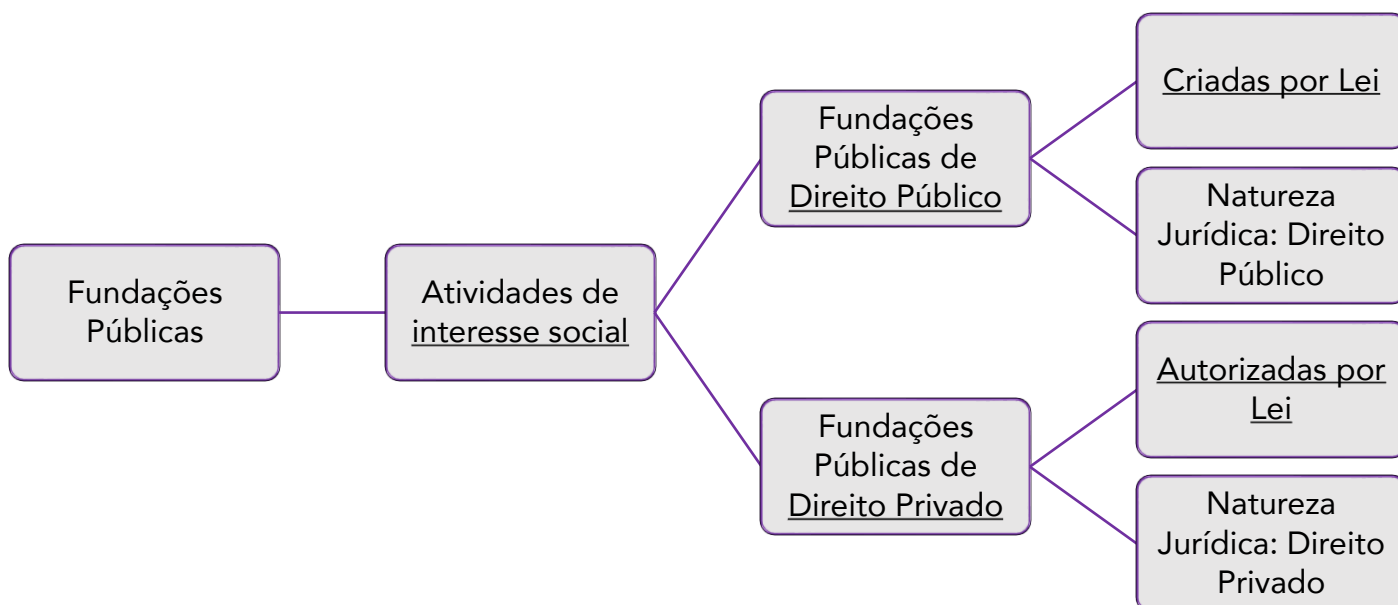 Fundações
Públicas
Atividades de
interesse social
Fundações
Públicas de
Direito Público
Criadas por Lei
Natureza
Jurídica: Direito
Público
Fundações
Públicas de
Direito Privado
Autorizadas por
Lei
Natureza
Jurídica: Direito
Privado